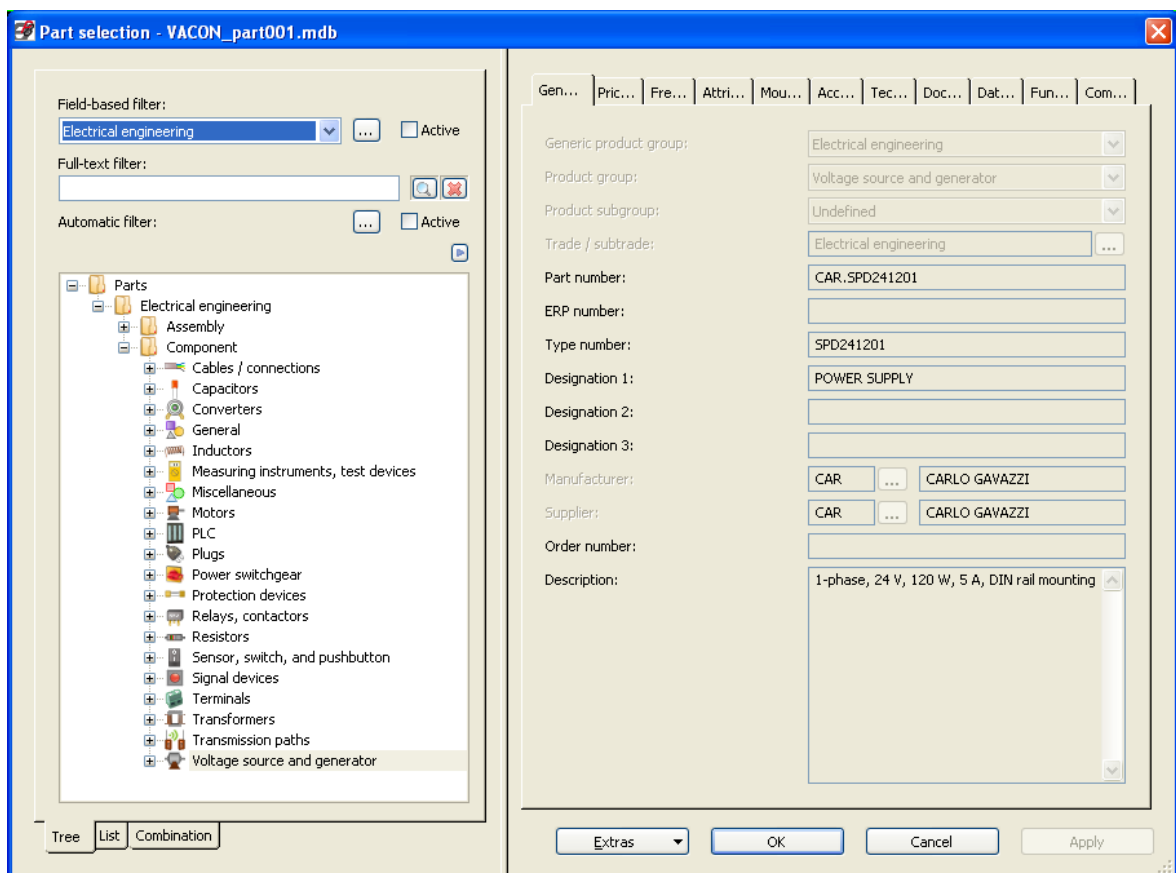 Part selection - VACON_part001.mdb
Field-based filter:
Electrical engineering
...
Active
Full-text filter:
Automatic filter:
...
Active
Parts
Electrical engineering
Assembly
Component
Cables / connections
Capacitors
Converters
General
Inductors
Measuring instruments, test devices
Miscellaneous
Motors
PLC
Plugs
Power switchgear
Protection devices
Relays, contactors
Resistors
Sensor, switch, and pushbutton
Signal devices
Terminals
Transformers
Transmission paths
Voltage source and generator
Tree List Combination
Gen... Pric... Fre... Attri... Mou... Acc... Tec... Doc... Dat... Fun... Com...
Generic product group: Electrical engineering
Product group: Voltage source and generator
Product subgroup: Undefined
Trade / subtrade: Electrical engineering ...
Part number: CAR.SPD241201
ERP number:
Type number: SPD241201
Designation 1: POWER SUPPLY
Designation 2:
Designation 3:
Manufacturer: CAR ... CARLO GAVAZZI
Supplier: CAR ... CARLO GAVAZZI
Order number:
Description: 1-phase, 24 V, 120 W, 5 A, DIN rail mounting
Extras OK Cancel Apply